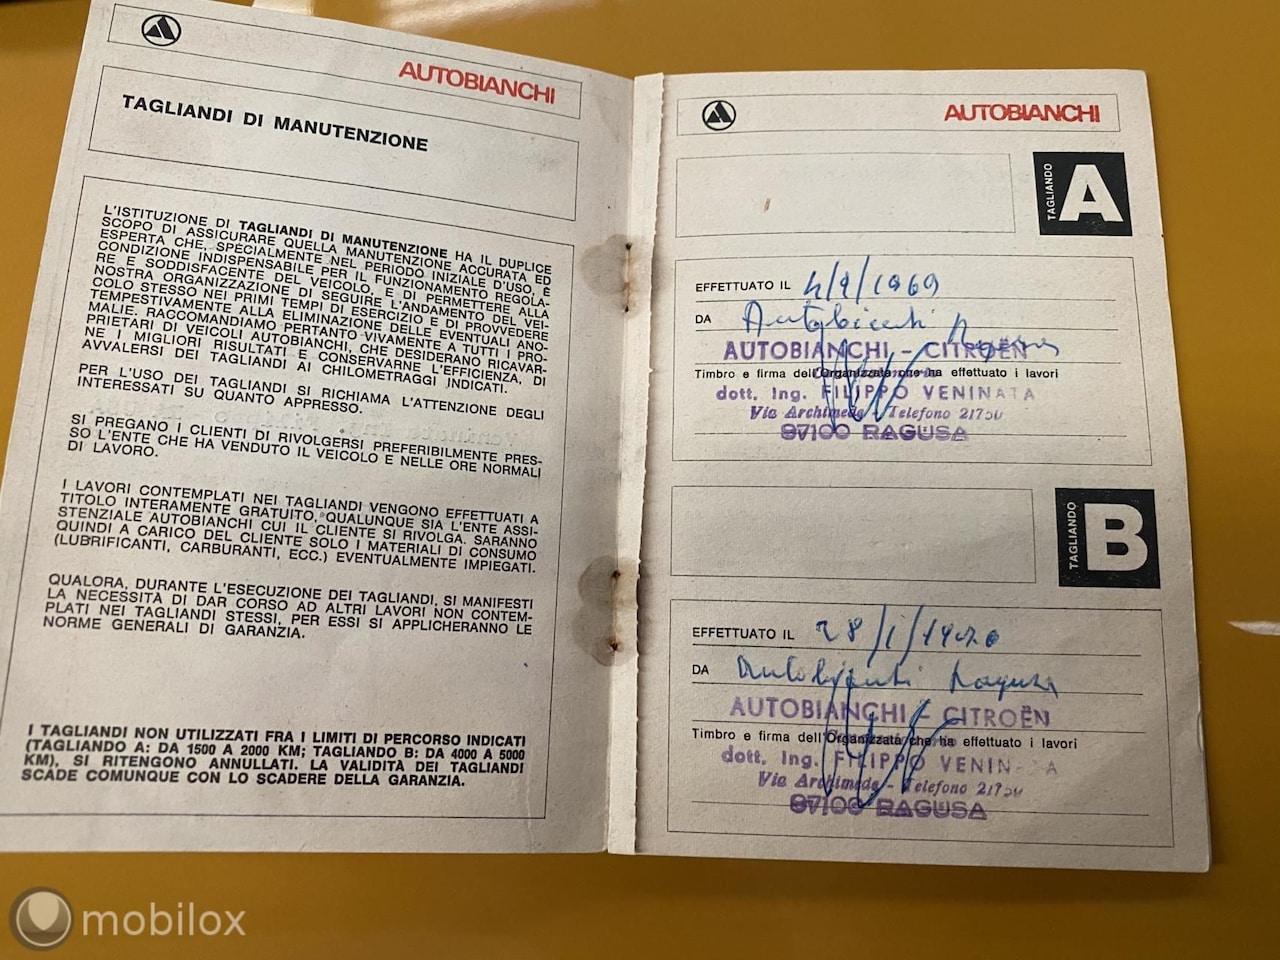 AUTOBIANCHI
TAGLIANDI DI MANUTENZIONE
L'ISTITUZIONE DI TAGLIANDI DI MANUTENZIONE HA IL DUPLICE
SCOPO DI ASSICURARE QUELLA MANUTENZIONE ACCURATA ED
ESPERTA CHE, SPECIALMENTE NEL PERIODO INIZIALE D'USO, È
CONDIZIONE INDISPENSABILE PER IL FUNZIONAMENTO REGOLA-
RE E SODDISFACENTE DEL VEICOLO, E DI PERMETTERE ALLA
NOSTRA ORGANIZZAZIONE DI SEGUIRE L'ANDAMENTO DEL VEI-
COLO STESSO NEI PRIMI TEMPI DI ESERCIZIO E DI PROVVEDERE
TEMPESTIVAMENTE ALLA ELIMINAZIONE DELLE EVENTUALI ANO-
MALIE. RACCOMANDIAMO PERTANTO VIVAMENTE A TUTTI I PRO-
PRIETARI DI VEICOLI AUTOBIANCHI, CHE DESIDERANO RICAVAR-
NE I MIGLIORI RISULTATI E CONSERVARNE L'EFFICIENZA, DI
AVVALERSI DEI TAGLIANDI AI CHILOMETRAGGI INDICATI.
PER L'USO DEI TAGLIANDI SI RICHIAMA L'ATTENZIONE DEGLI
INTERESSATI SU QUANTO APPRESSO.
SI PREGANO I CLIENTI DI RIVOLGERSI PREFERIBILMENTE PRES-
SO L'ENTE CHE HA VENDUTO IL VEICOLO E NELLE ORE NORMALI
DI LAVORO.
I LAVORI CONTEMPLATI NEI TAGLIANDI VENGONO EFFETTUATI A
TITOLO INTERAMENTE GRATUITO, QUALUNQUE SIA L'ENTE ASSI-
STENZIALE AUTOBIANCHI CUI IL CLIENTE SI RIVOLGA. SARANNO
QUINDI A CARICO DEL CLIENTE SOLO I MATERIALI DI CONSUMO
(LUBRIFICANTI, CARBURANTI, ECC.) EVENTUALMENTE IMPIEGATI.
QUALORA, DURANTE L'ESECUZIONE DEI TAGLIANDI, SI MANIFESTI
LA NECESSITÀ DI DAR CORSO AD ALTRI LAVORI NON CONTEM-
PLATI NEI TAGLIANDI STESSI, PER ESSI SI APPLICHERANNO LE
NORME GENERALI DI GARANZIA.
I TAGLIANDI NON UTILIZZATI FRA I LIMITI DI PERCORSO INDICATI
(TAGLIANDO A: DA 1500 A 2000 KM; TAGLIANDO B: DA 4000 A 5000
KM), SI RITENGONO ANNULLATI. LA VALIDITÀ DEI TAGLIANDI
SCADE COMUNQUE CON LO SCADERE DELLA GARANZIA.
AUTOBIANCHI
TAGLIANDO A
EFFETTUATO IL 4/9/1969
DA Autobianchi Ragusa
AUTOBIANCHI - CITROËN
Timbro e firma dell'Organizzato che ha effettuato i lavori
dott. Ing. FILIPPO VENINATA
Via Archimede - Telefono 21750
97100 RAGUSA
TAGLIANDO B
EFFETTUATO IL 28/1/1970
DA Autobianchi Ragusa
AUTOBIANCHI - CITROËN
Timbro e firma dell'Organizzato che ha effettuato i lavori
dott. Ing. FILIPPO VENINATA
Via Archimede - Telefono 21750
97100 RAGUSA
mobilox